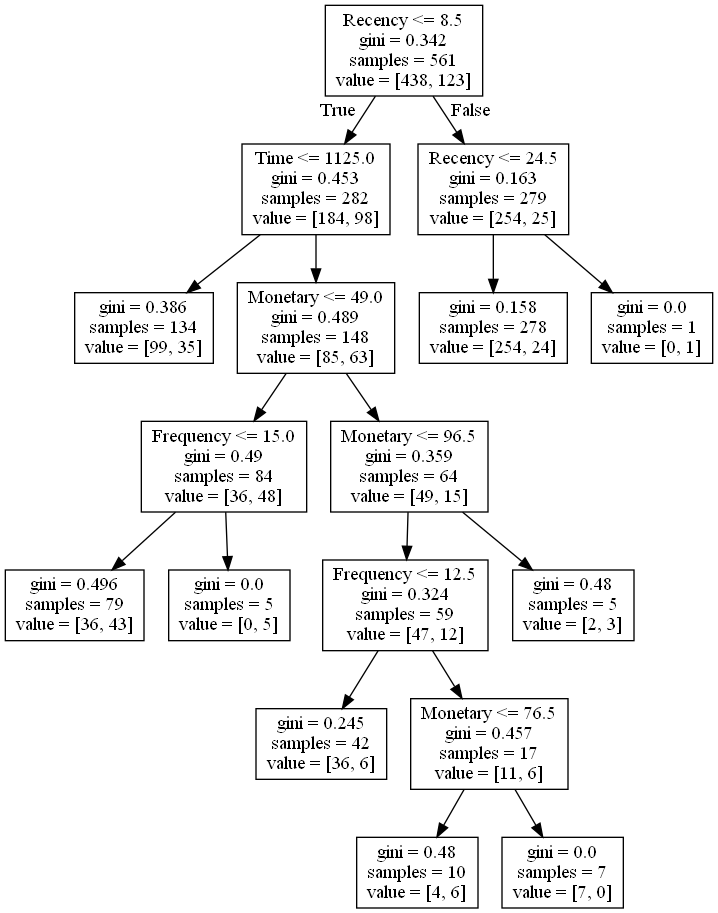 Recency <= 8.5
gini = 0.342
samples = 561
value = [438, 123]
True
False
Time <= 1125.0
gini = 0.453
samples = 282
value = [184, 98]
Recency <= 24.5
gini = 0.163
samples = 279
value = [254, 25]
gini = 0.386
samples = 134
value = [99, 35]
Monetary <= 49.0
gini = 0.489
samples = 148
value = [85, 63]
gini = 0.158
samples = 278
value = [254, 24]
gini = 0.0
samples = 1
value = [0, 1]
Frequency <= 15.0
gini = 0.49
samples = 84
value = [36, 48]
Monetary <= 96.5
gini = 0.359
samples = 64
value = [49, 15]
gini = 0.496
samples = 79
value = [36, 43]
gini = 0.0
samples = 5
value = [0, 5]
Frequency <= 12.5
gini = 0.324
samples = 59
value = [47, 12]
gini = 0.48
samples = 5
value = [2, 3]
gini = 0.245
samples = 42
value = [36, 6]
Monetary <= 76.5
gini = 0.457
samples = 17
value = [11, 6]
gini = 0.48
samples = 10
value = [4, 6]
gini = 0.0
samples = 7
value = [7, 0]